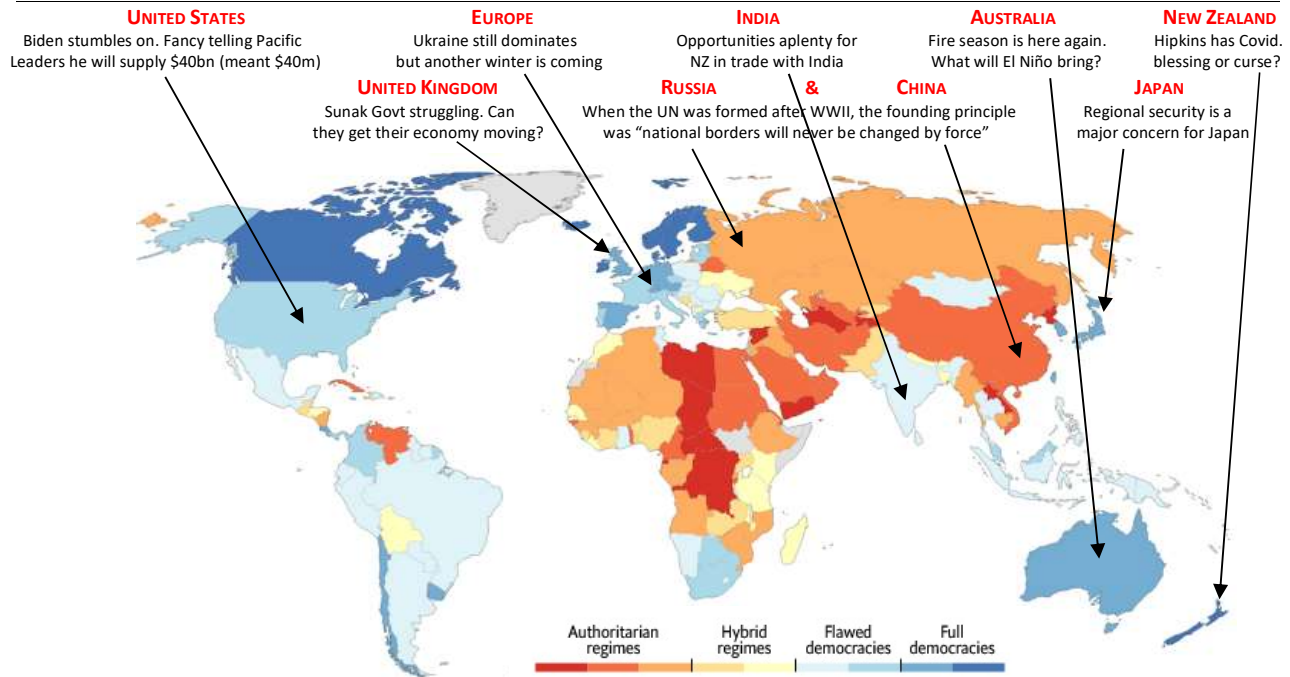 UNITED STATES
Biden stumbles on. Fancy telling Pacific
Leaders he will supply $40bn (meant $40m)
EUROPE
Ukraine still dominates
but another winter is coming
INDIA
Opportunities aplenty for
NZ in trade with India
AUSTRALIA
Fire season is here again.
What will El Niño bring?
NEW ZEALAND
Hipkins has Covid.
blessing or curse?
UNITED KINGDOM
Sunak Govt struggling. Can
they get their economy moving?
RUSSIA & CHINA
When the UN was formed after WWII, the founding principle
was “national borders will never be changed by force”
JAPAN
Regional security is a
major concern for Japan
Authoritarian
regimes
Hybrid
regimes
Flawed
democracies
Full
democracies